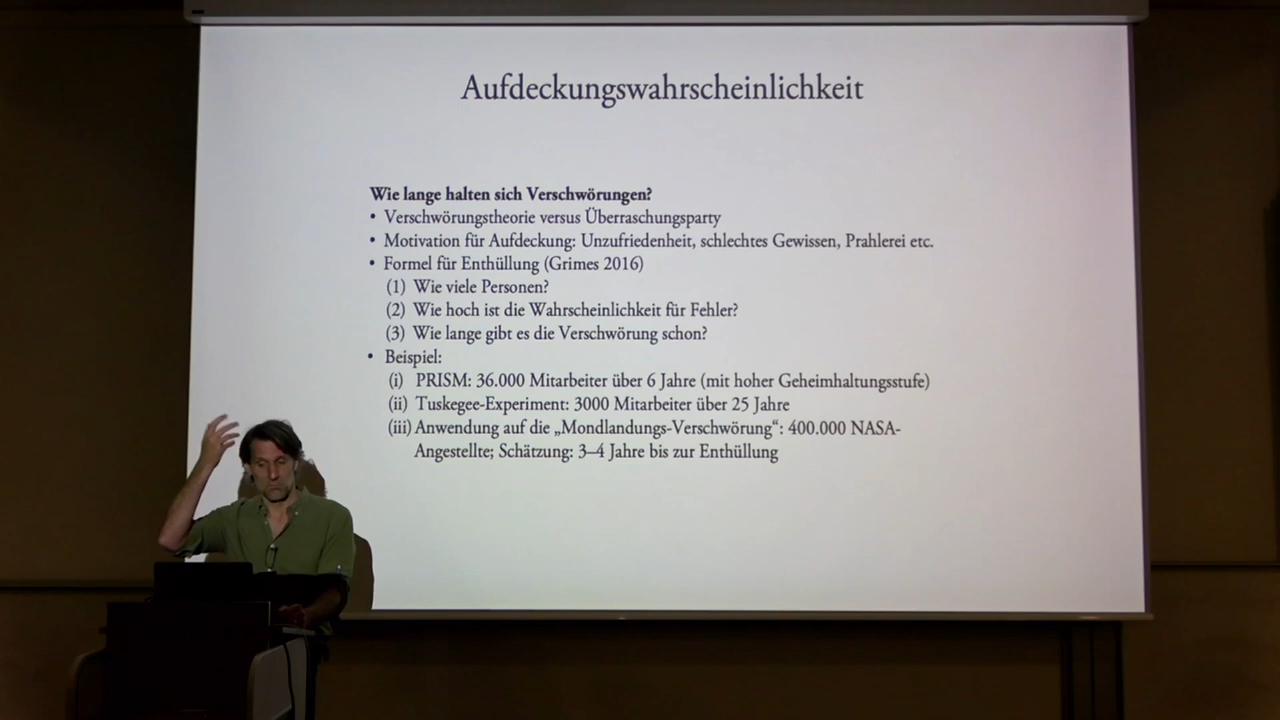 Aufdeckungswahrscheinlichkeit
Wie lange halten sich Verschwörungen?
• Verschwörungstheorie versus Überraschungsparty
• Motivation für Aufdeckung: Unzufriedenheit, schlechtes Gewissen, Prahlerei etc.
• Formel für Enthüllung (Grimes 2016)
(1) Wie viele Personen?
(2) Wie hoch ist die Wahrscheinlichkeit für Fehler?
(3) Wie lange gibt es die Verschwörung schon?
• Beispiel:
(i) PRISM: 36.000 Mitarbeiter über 6 Jahre (mit hoher Geheimhaltungsstufe)
(ii) Tuskegee-Experiment: 3000 Mitarbeiter über 25 Jahre
(iii) Anwendung auf die „Mondlandungs-Verschwörung“: 400.000 NASA-
Angestellte; Schätzung: 3–4 Jahre bis zur Enthüllung